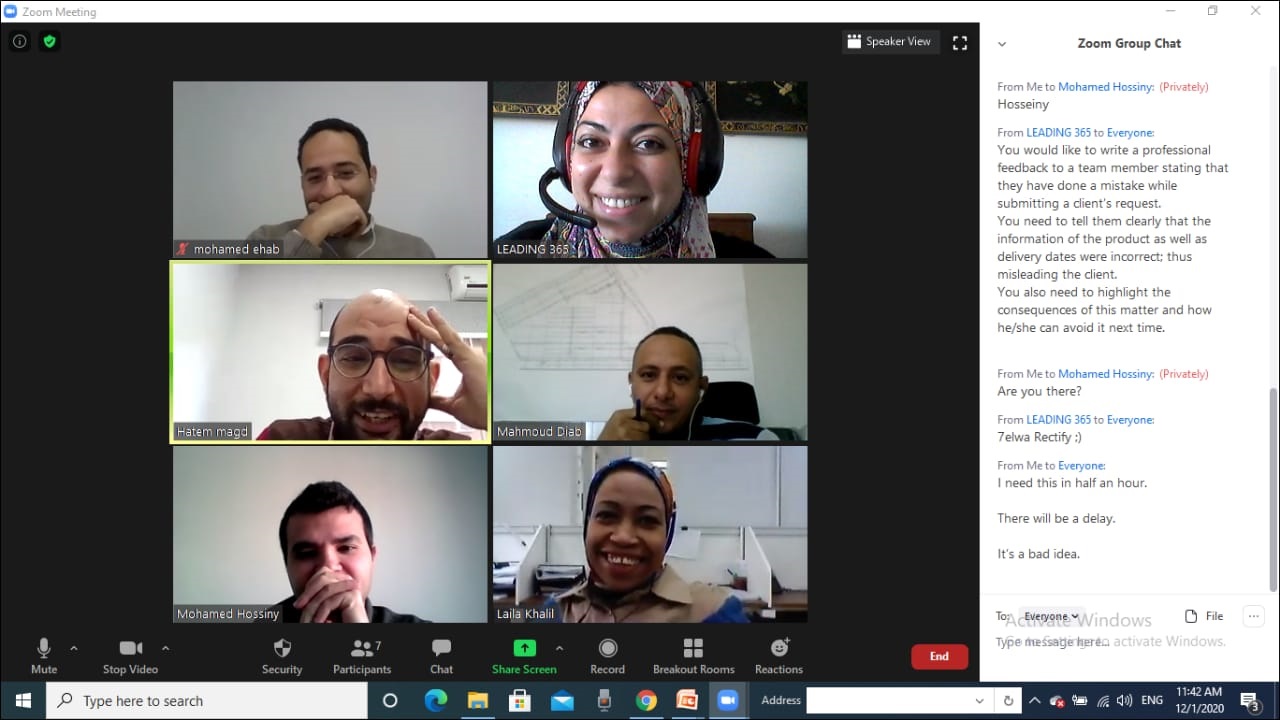 Zoom Meeting
Speaker View
mohamed ehab
LEADING 365
Hatem magd
Mahmoud Diab
Mohamed Hossiny
Laila Khalil
Zoom Group Chat
From Me to Mohamed Hossiny: (Privately)
Hosseiny
From LEADING 365 to Everyone:
You would like to write a professional
feedback to a team member stating that
they have done a mistake while
submitting a client's request.
You need to tell them clearly that the
information of the product as well as
delivery dates were incorrect; thus
misleading the client.
You also need to highlight the
consequences of this matter and how
he/she can avoid it next time.
From Me to Mohamed Hossiny: (Privately)
Are you there?
From LEADING 365 to Everyone:
7elwa Rectify ;)
From Me to Everyone:
I need this in half an hour.
There will be a delay.
It's a bad idea.
To: Everyone
File
...
Activate Windows
Type message here...
Go to Settings to activate Windows.
Mute
Stop Video
Security
7
Participants
Chat
Share Screen
Record
Breakout Rooms
Reactions
End
Type here to search
Address
ENG
11:42 AM
12/1/2020
3